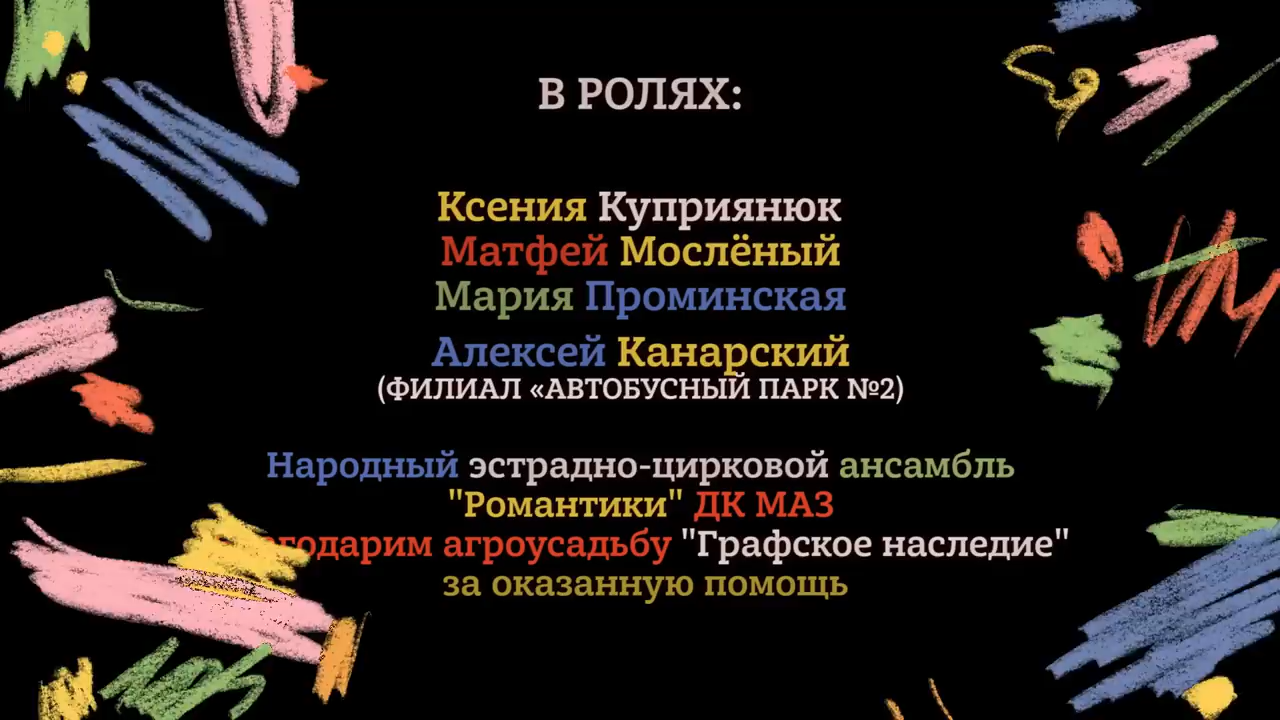 В РОЛЯХ:
Ксения Куприянюк
Матфей Мослёный
Мария Проминская
Алексей Канарский
(ФИЛИАЛ «АВТОБУСНЫЙ ПАРК №2)
Народный эстрадно-цирковой ансамбль
"Романтики" ДК МАЗ
агроусадьбу "Графское наследие"
за оказанную помощь